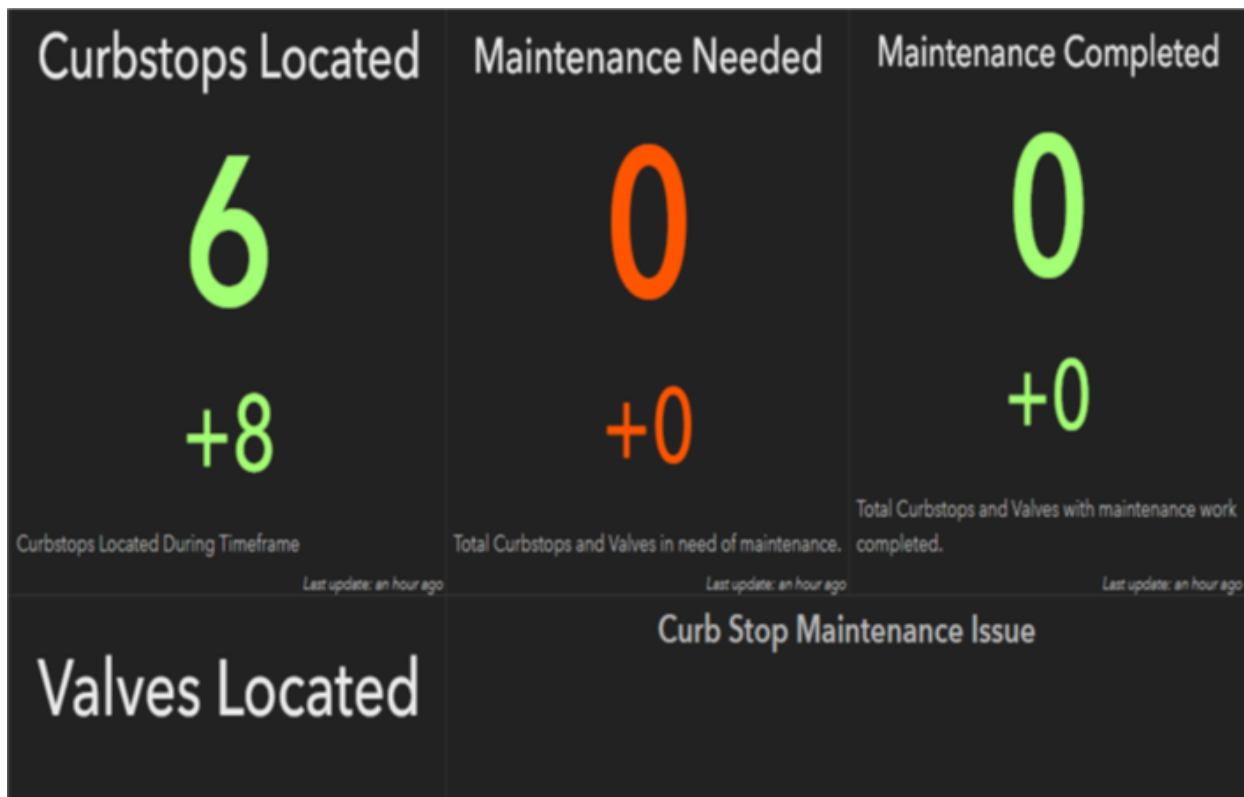 Curbstops Located
6
+8
Curbstops Located During Timeframe
Last update: an hour ago
Maintenance Needed
0
+0
Total Curbstops and Valves in need of maintenance.
Last update: an hour ago
Maintenance Completed
0
+0
Total Curbstops and Valves with maintenance work
completed.
Last update: an hour ago
Valves Located
Curb Stop Maintenance Issue